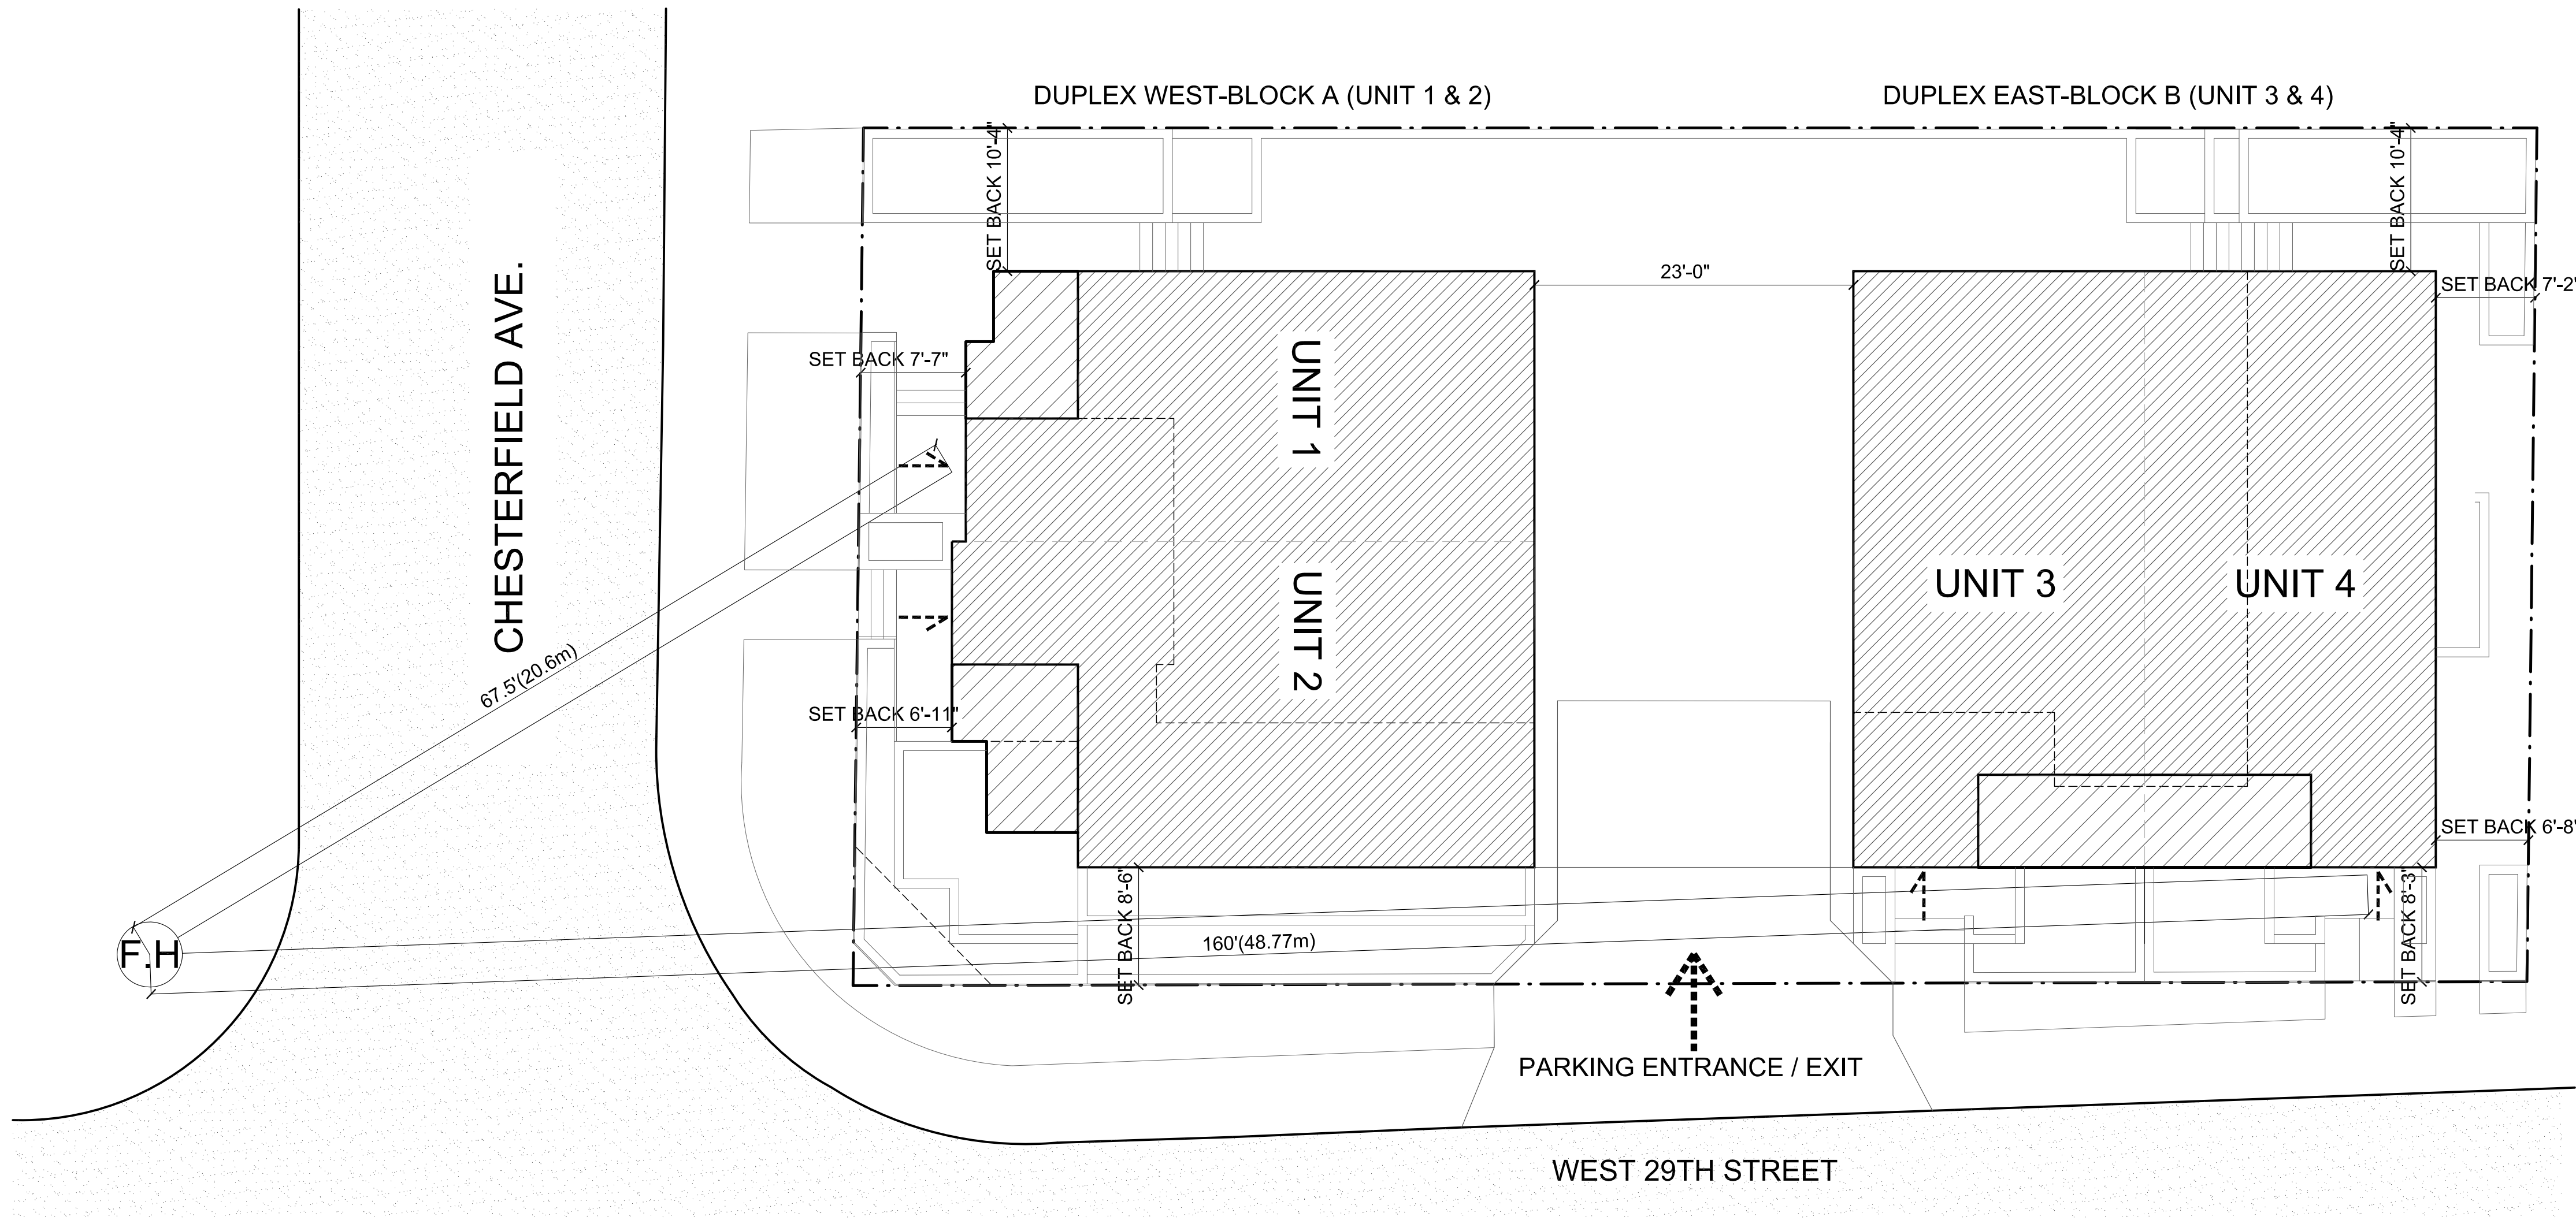 DUPLEX WEST-BLOCK A (UNIT 1 & 2)
DUPLEX EAST-BLOCK B (UNIT 3 & 4)
SET BACK 10'-4"
SET BACK 10'-4"
23'-0"
SET BACK 7'-2"
CHESTERFIELD AVE.
SET BACK 7'-7"
UNIT 1
UNIT 2
UNIT 3
UNIT 4
67.5'(20.6m)
SET BACK 6'-11"
SET BACK 6'-8"
F.H
SET BACK 8'-6"
160'(48.77m)
SET BACK 8'-3"
PARKING ENTRANCE / EXIT
WEST 29TH STREET